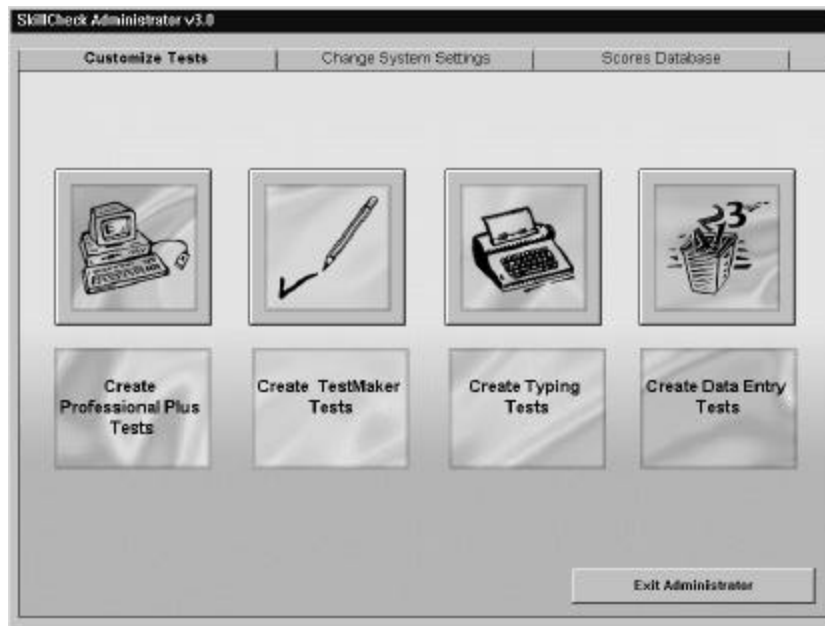 SkillCheck Administrator v3.0
Customize Tests
Change System Settings
Scores Database
23
Create
Professional Plus
Tests
Create TestMaker
Tests
Create Typing
Tests
Create Data Entry
Tests
Exit Administrator